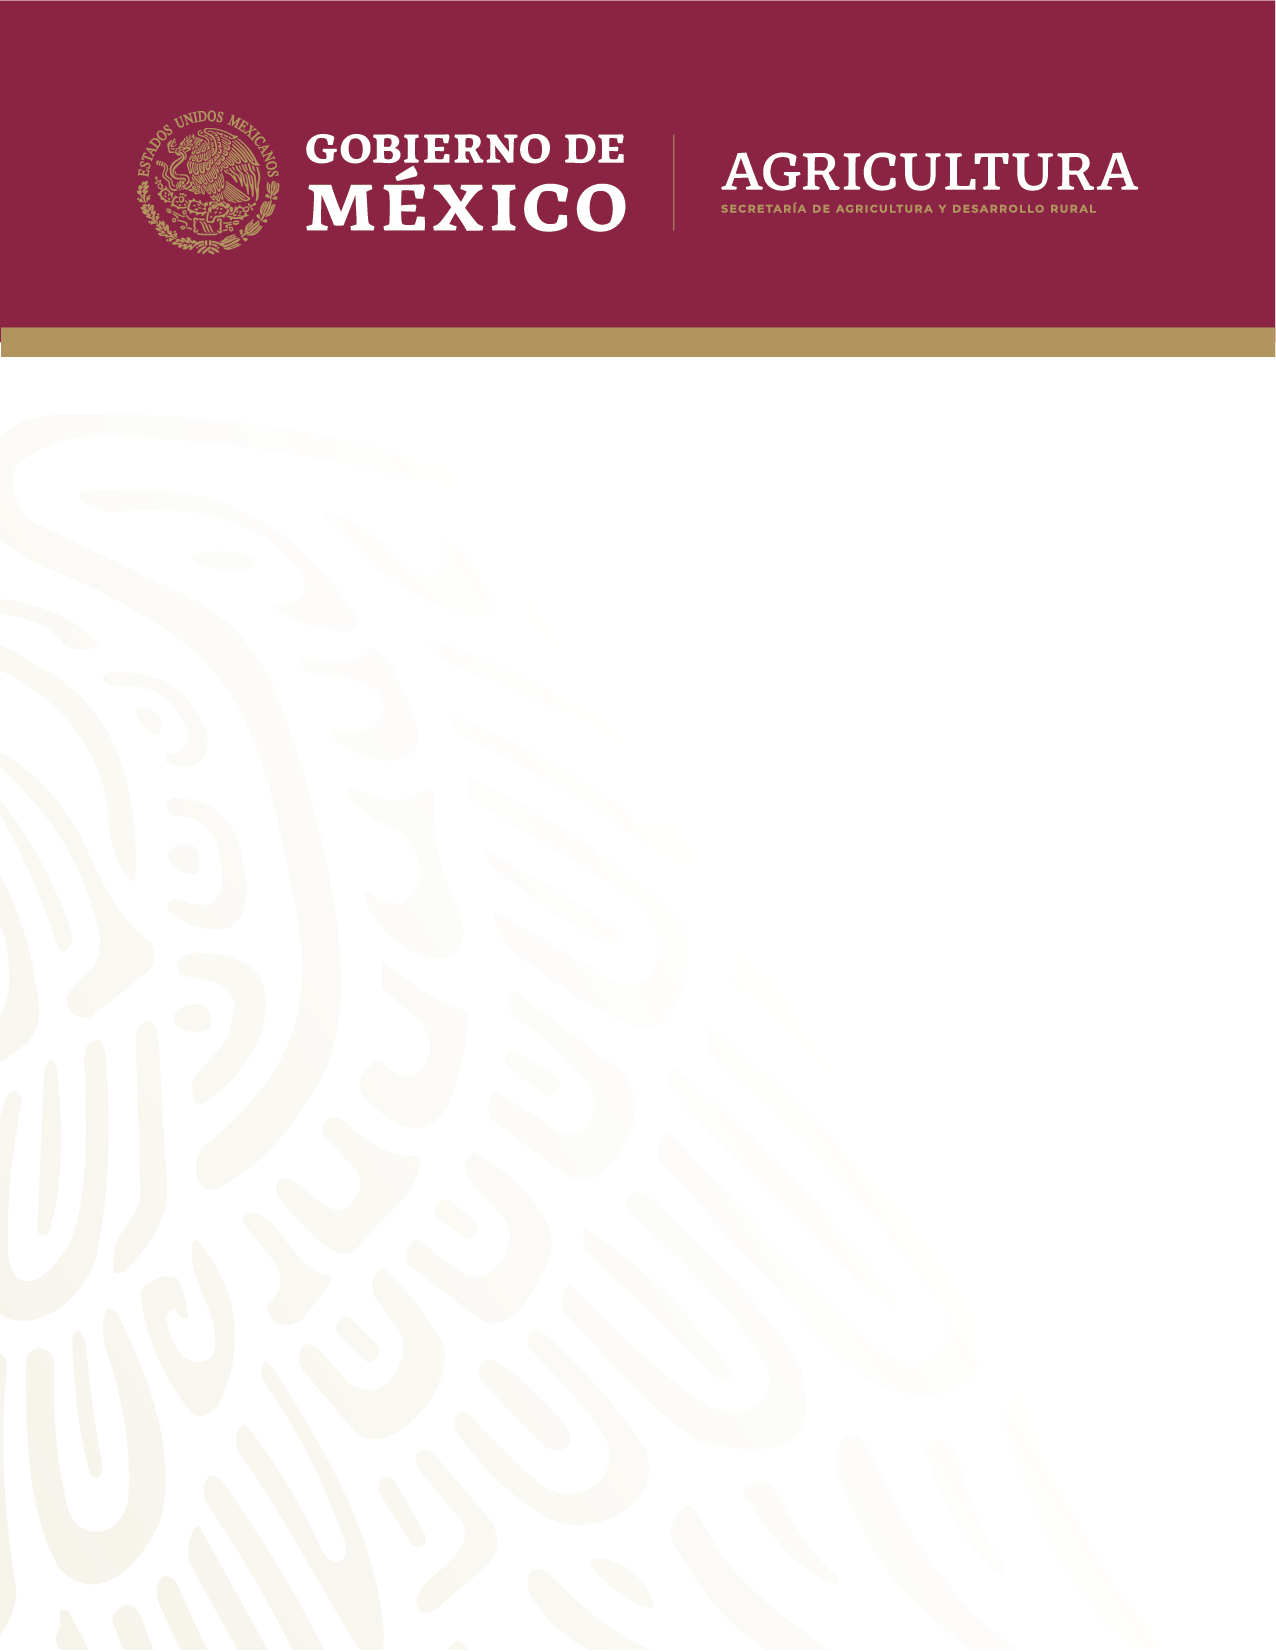 ESTADOS UNIDOS MEXICANOS
GOBIERNO DE
MÉXICO
AGRICULTURA
SECRETARÍA DE AGRICULTURA Y DESARROLLO RURAL